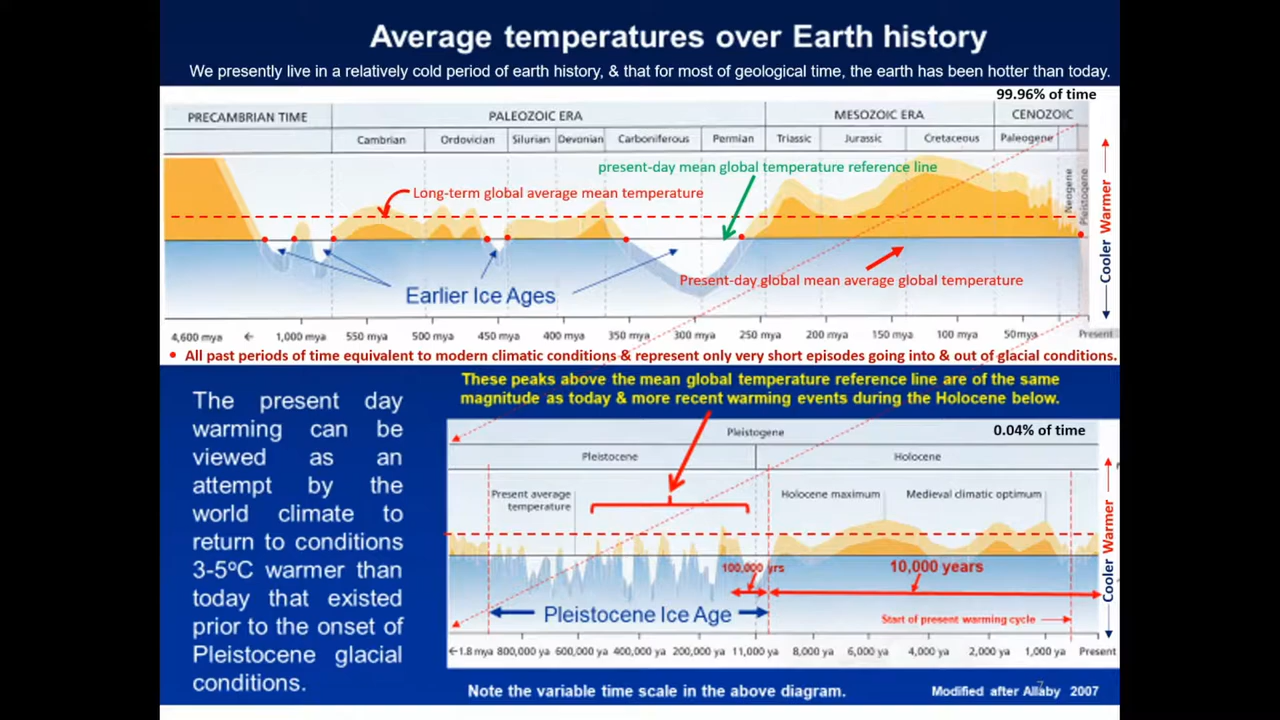 Average temperatures over Earth history
We presently live in a relatively cold period of earth history, & that for most of geological time, the earth has been hotter than today.
99.96% of time
PRECAMBRIAN TIME
PALEOZOIC ERA
MESOZOIC ERA
CENOZOIC
Cambrian
Ordovician
Silurian
Devonian
Carboniferous
Permian
Triassic
Jurassic
Cretaceous
Paleogene
Neogene
Pleistogene
present-day mean global temperature reference line
Long-term global average mean temperature
Present-day global mean average global temperature
Earlier Ice Ages
Cooler Warmer
4,600 mya
1,000 mya
550 mya
500 mya
450 mya
400 mya
350 mya
300 mya
250 mya
200 mya
150 mya
100 mya
50mya
Present
• All past periods of time equivalent to modern climatic conditions & represent only very short episodes going into & out of glacial conditions.
The present day
warming can be
viewed as an
attempt by the
world climate to
return to conditions
3-5ºC warmer than
today that existed
prior to the onset of
Pleistocene glacial
conditions.
These peaks above the mean global temperature reference line are of the same
magnitude as today & more recent warming events during the Holocene below.
Pleistogene
0.04% of time
Pleistocene
Holocene
Present average
temperature
Holocene maximum
Medieval climatic optimum
100,000 yrs
10,000 years
Pleistocene Ice Age
Start of present warming cycle
Cooler Warmer
1.8 mya
800,000 ya
600,000 ya
400,000 ya
200,000 ya
11,000 ya
8,000 ya
6,000 ya
4,000 ya
2,000 ya
1,000 ya
Present
Note the variable time scale in the above diagram.
7
Modified after Allaby 2007